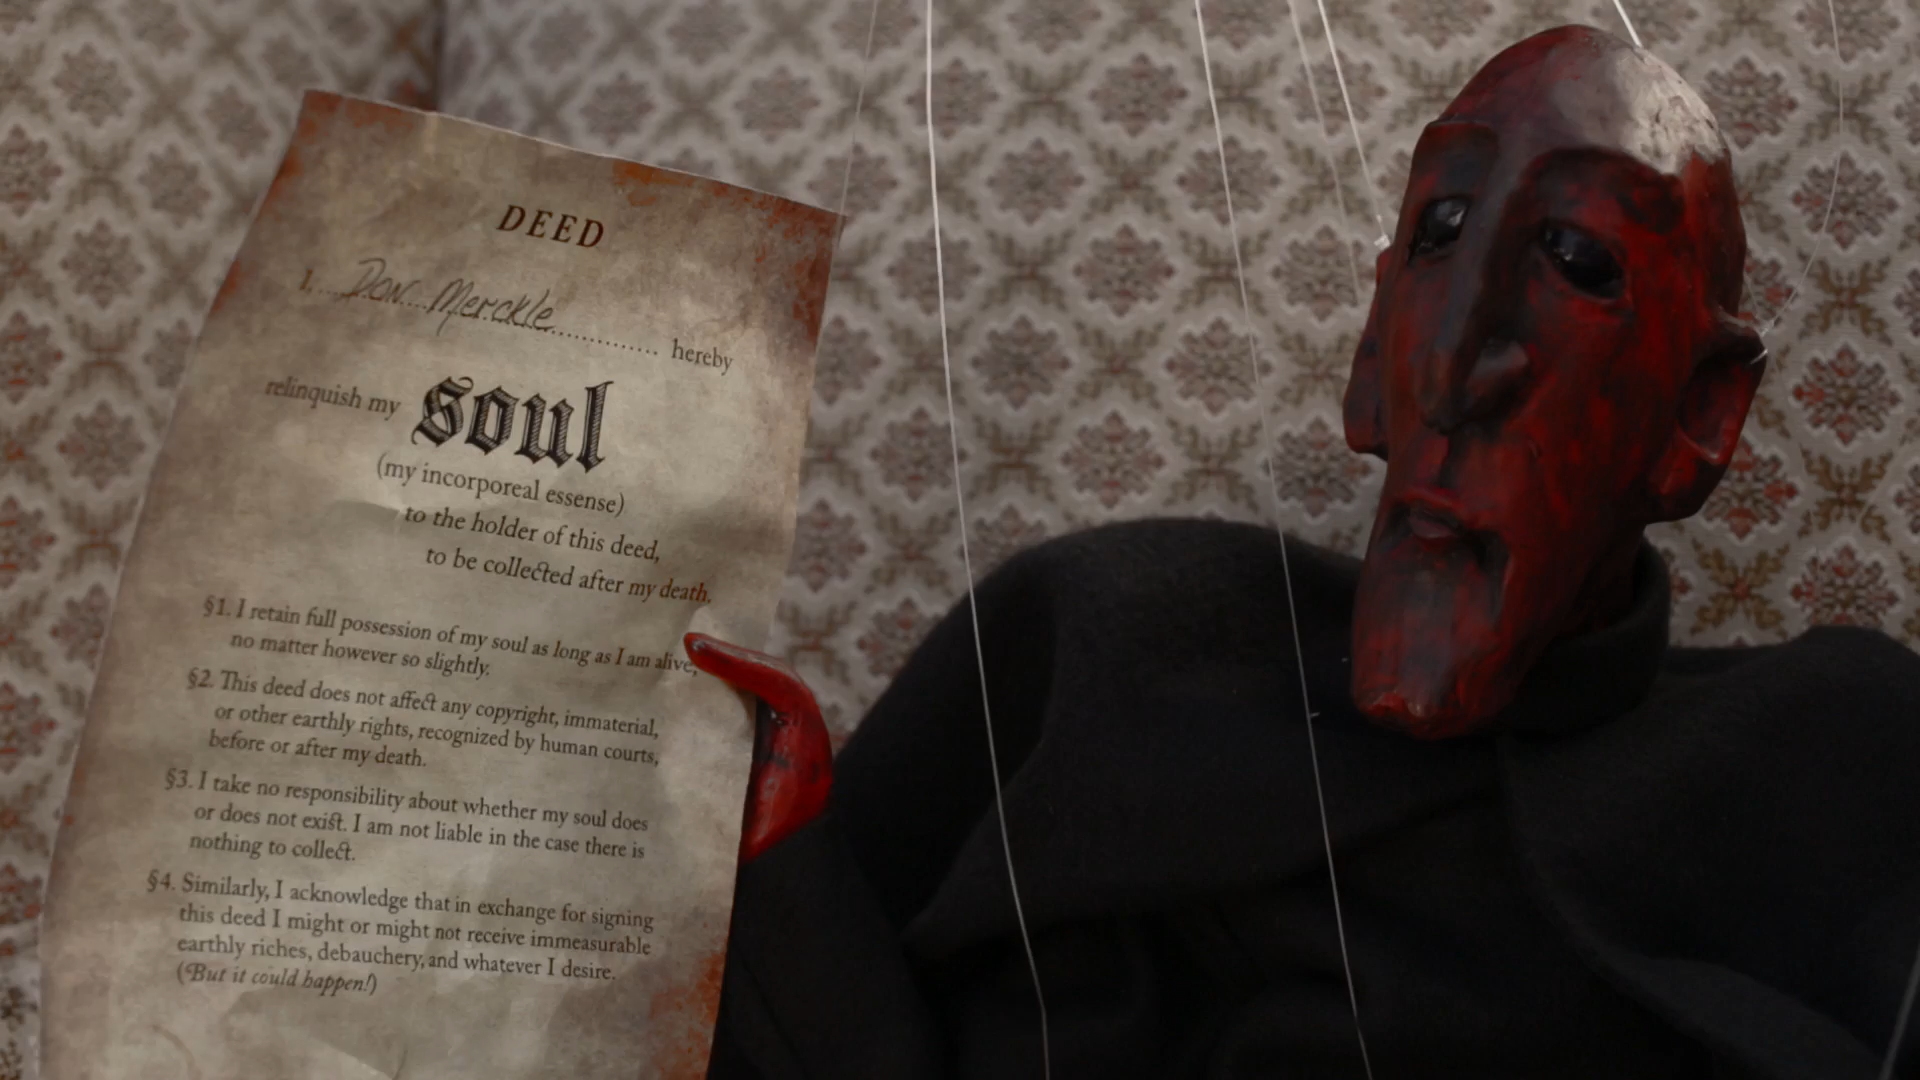 DEED
I, Don Merckle hereby
relinquish my soul
(my incorporeal essense)
to the holder of this deed,
to be collected after my death.
§1. I retain full possession of my soul as long as I am alive,
no matter however so slightly.
§2. This deed does not affect any copyright, immaterial,
or other earthly rights, recognized by human courts,
before or after my death.
§3. I take no responsibility about whether my soul does
or does not exist. I am not liable in the case there is
nothing to collect.
§4. Similarly, I acknowledge that in exchange for signing
this deed I might or might not receive immeasurable
earthly riches, debauchery, and whatever I desire.
(But it could happen!)